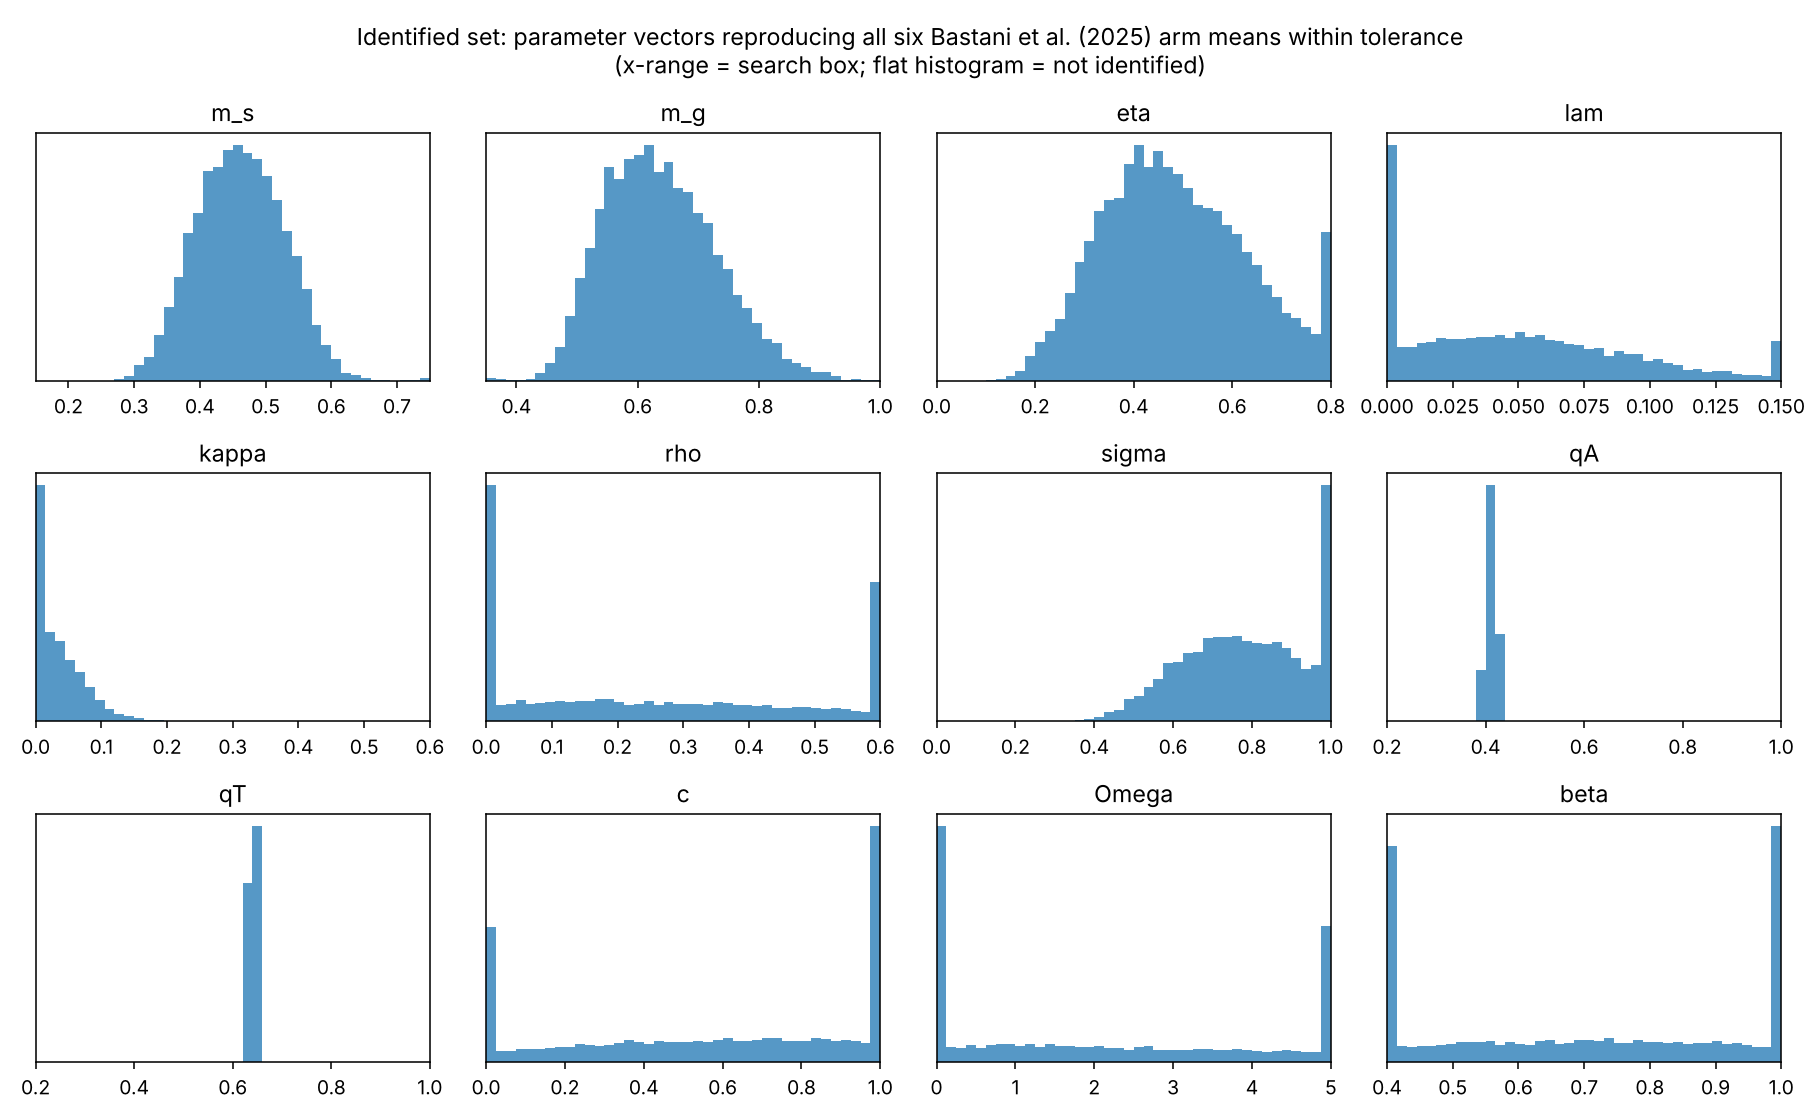 Identified set: parameter vectors reproducing all six Bastani et al. (2025) arm means within tolerance
(x-range = search box; flat histogram = not identified)
m_s
m_g
eta
lam
0.2 0.3 0.4 0.5 0.6 0.7
0.4 0.6 0.8 1.0
0.0 0.2 0.4 0.6 0.8
0.000 0.025 0.050 0.075 0.100 0.125 0.150
kappa
rho
sigma
qA
0.0 0.1 0.2 0.3 0.4 0.5 0.6
0.0 0.1 0.2 0.3 0.4 0.5 0.6
0.0 0.2 0.4 0.6 0.8 1.0
0.2 0.4 0.6 0.8 1.0
qT
c
Omega
beta
0.2 0.4 0.6 0.8 1.0
0.0 0.2 0.4 0.6 0.8 1.0
0 1 2 3 4 5
0.4 0.5 0.6 0.7 0.8 0.9 1.0